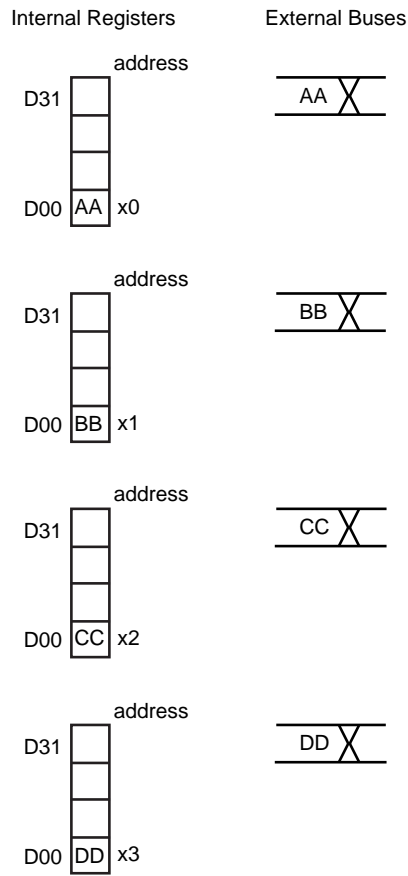 Internal Registers External Buses
address
D31 AA
D00 AA x0
address
D31 BB
D00 BB x1
address
D31 CC
D00 CC x2
address
D31 DD
D00 DD x3